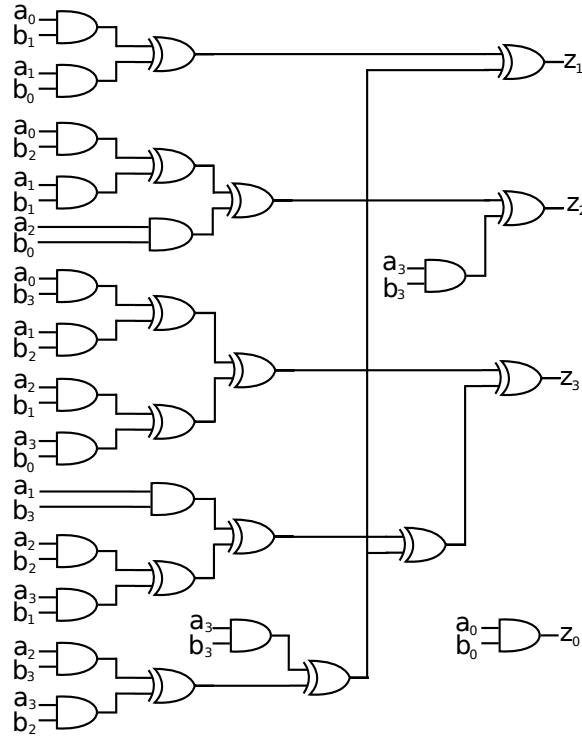 a₀
b₁
a₁
b₀
z₁
a₀
b₂
a₁
b₁
a₂
b₀
z₂
a₃
b₃
a₀
b₃
a₁
b₂
a₂
b₁
a₃
b₀
z₃
a₁
b₃
a₂
b₂
a₃
b₁
a₃
b₃
a₀
b₀
z₀
a₂
b₃
a₃
b₂